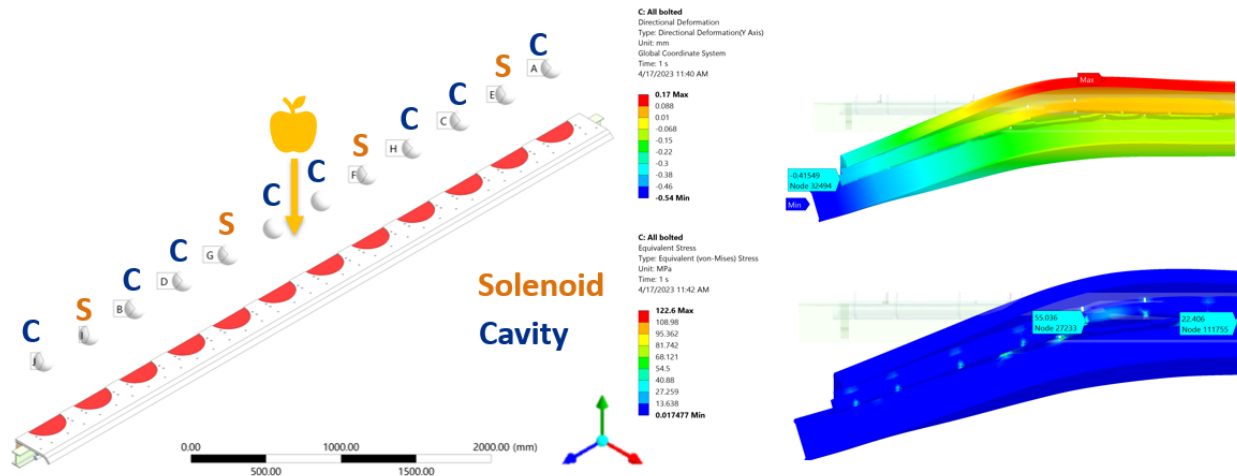 C
S
A
C
E
C
C
S
H
C
C
F
S
C
G
C
D
S
B
C
Solenoid
Cavity
0.00
1000.00
2000.00 (mm)
500.00
1500.00
C: All bolted
Directional Deformation
Type: Directional Deformation(Y Axis)
Unit: mm
Global Coordinate System
Time: 1 s
4/17/2023 11:40 AM
0.17 Max
0.088
0.01
-0.068
-0.15
-0.22
-0.3
-0.38
-0.46
-0.54 Min
Max
-0.41549
Node 32494
Min
C: All bolted
Equivalent Stress
Type: Equivalent (von-Mises) Stress
Unit: MPa
Time: 1 s
4/17/2023 11:42 AM
122.6 Max
108.98
95.362
81.742
68.121
54.5
40.88
27.259
13.638
0.017477 Min
55.036
Node 27233
22.406
Node 111755